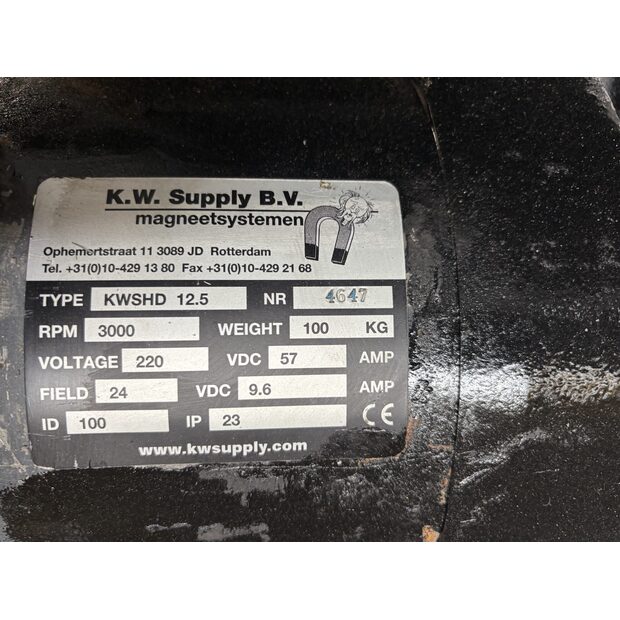 K.W. Supply B.V.
magneetsystemen
Ophemertstraat 11 3089 JD Rotterdam
Tel. +31(0)10-429 13 80 Fax +31(0)10-429 21 68
TYPE KWSHD 12.5 NR 4647
RPM 3000 WEIGHT 100 KG
VOLTAGE 220 VDC 57 AMP
FIELD 24 VDC 9.6 AMP
ID 100 IP 23 CE
www.kwsupply.com